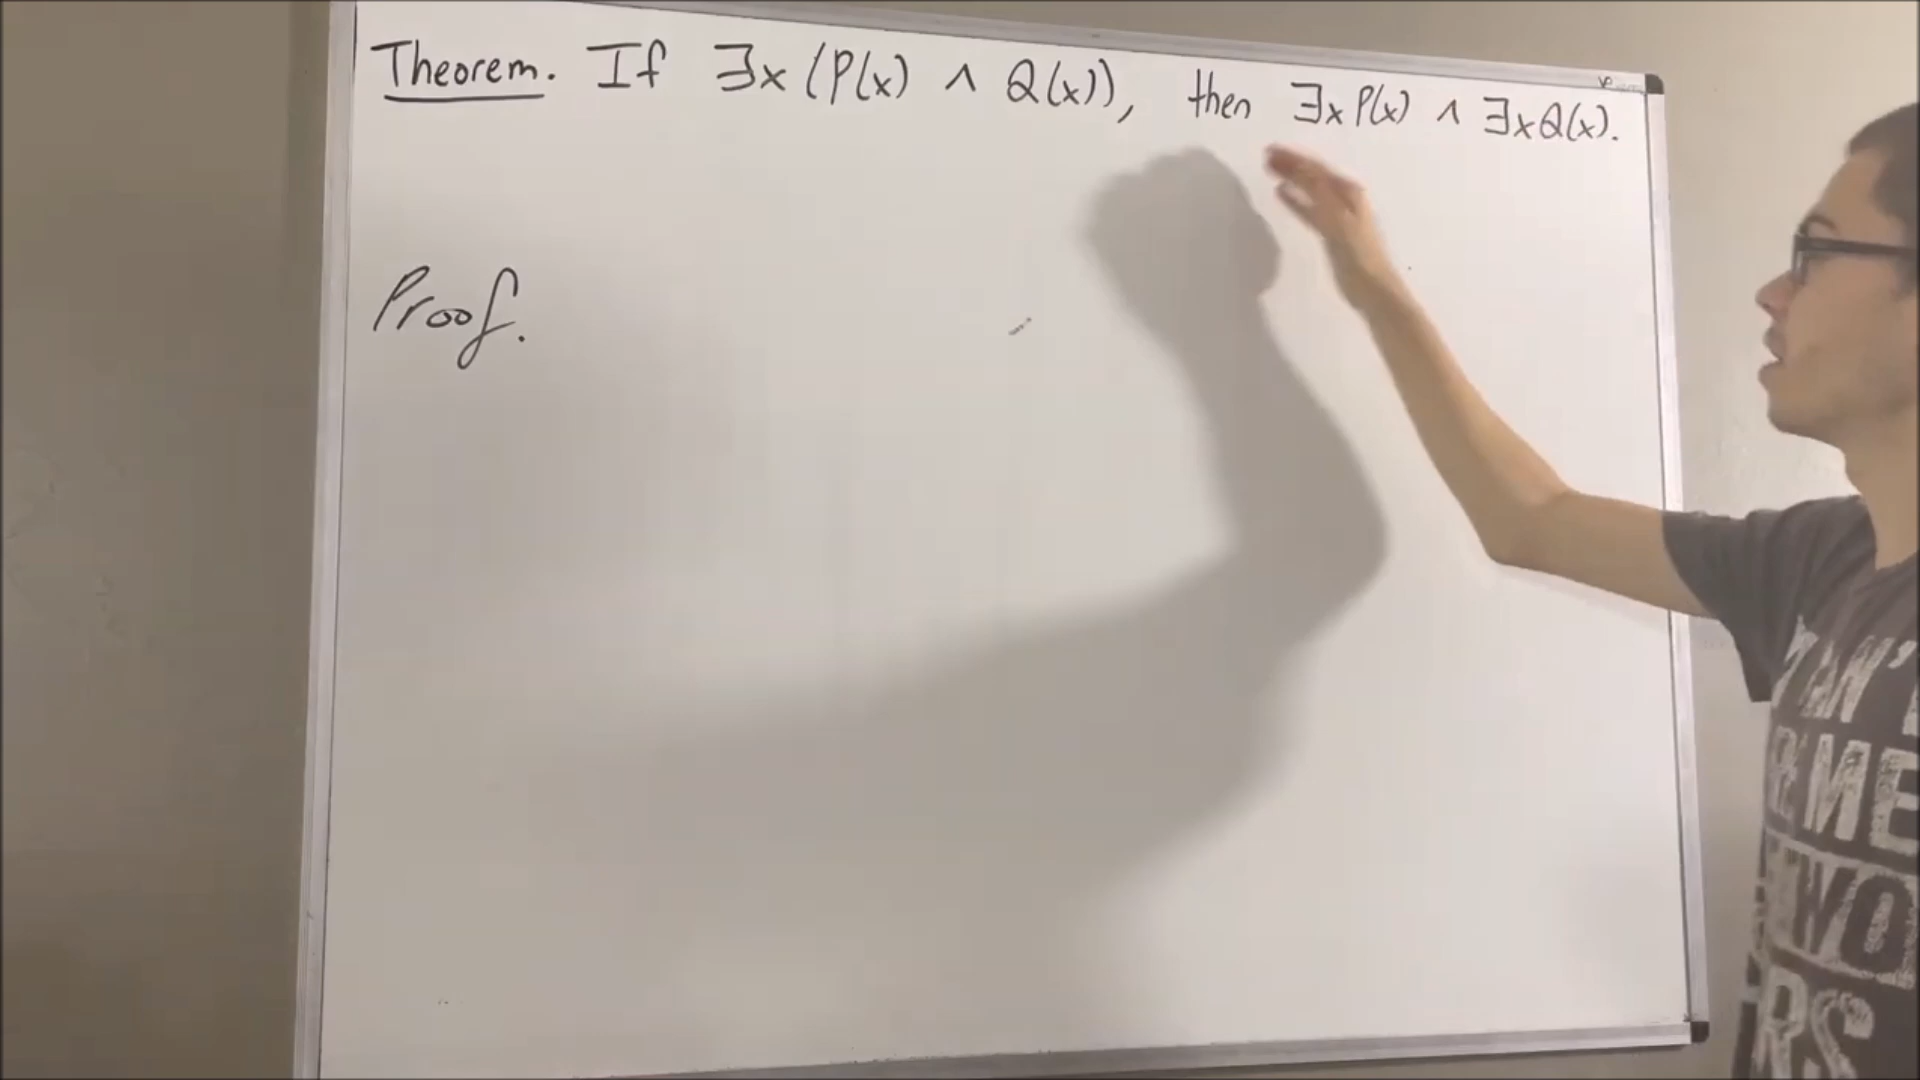 Theorem. If ∃x (P(x) ∧ Q(x)), then ∃x P(x) ∧ ∃x Q(x).
Proof.